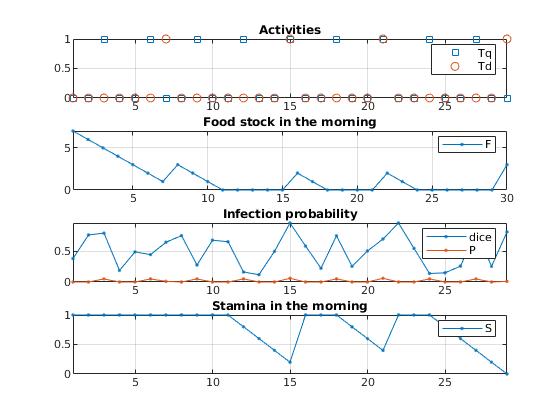 Activities
1
0.5
0
5 10 15 20 25
Tq
Td
Food stock in the morning
5
0
5 10 15 20 25 30
F
Infection probability
0.5
0
5 10 15 20 25
dice
P
Stamina in the morning
1
0.5
0
5 10 15 20 25
S